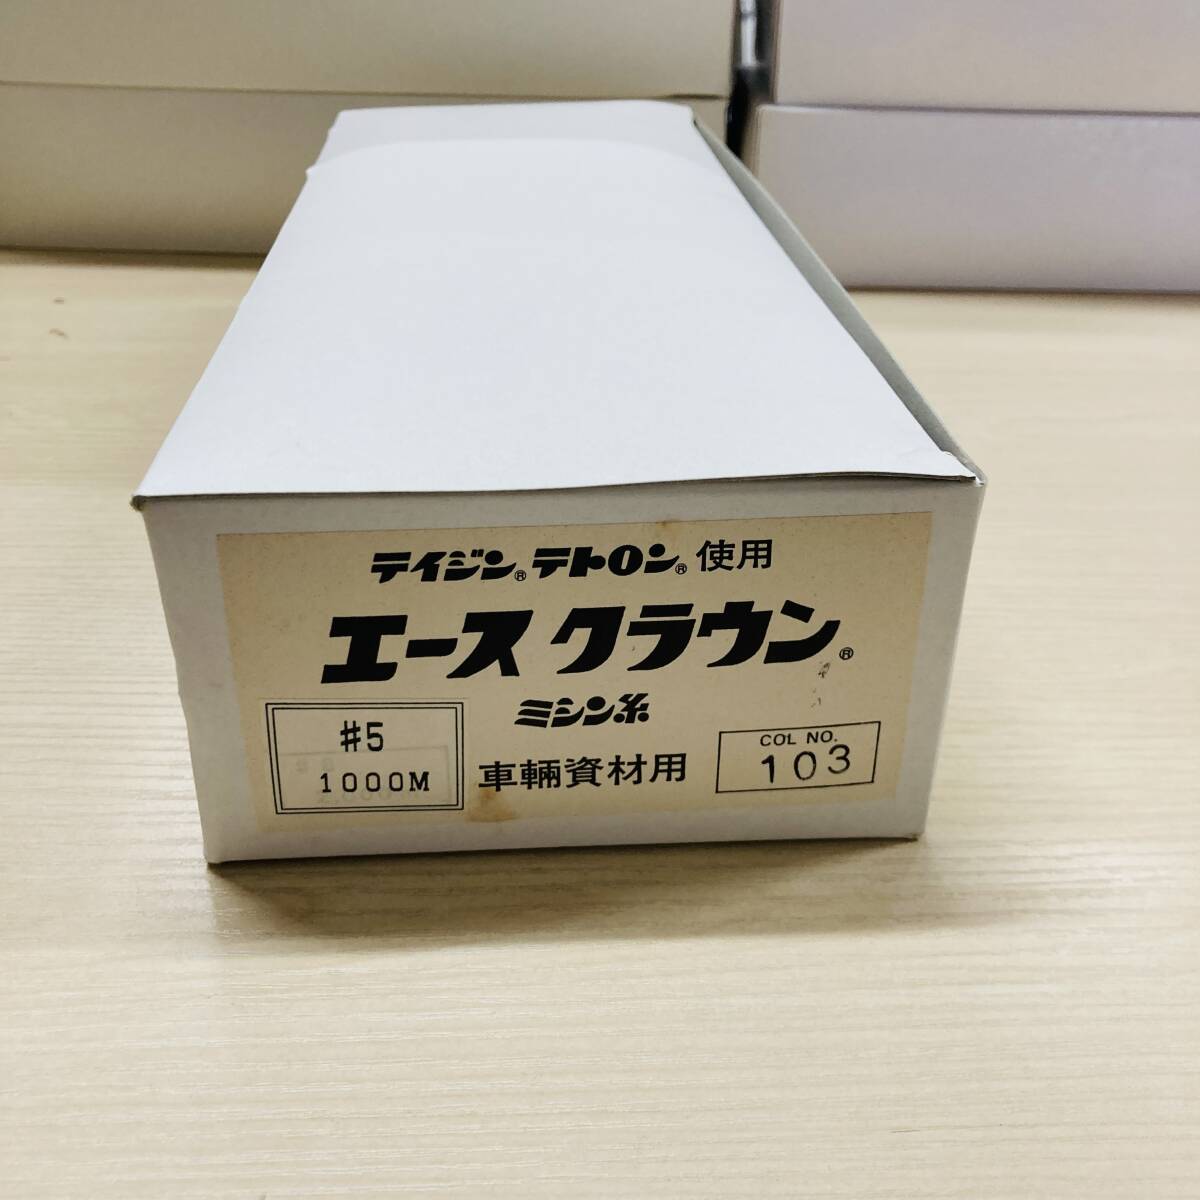 テイジン® テトロン® 使用
エース クラウン®
ミシン糸
#5
1000M
車輛資材用
COL NO.
103